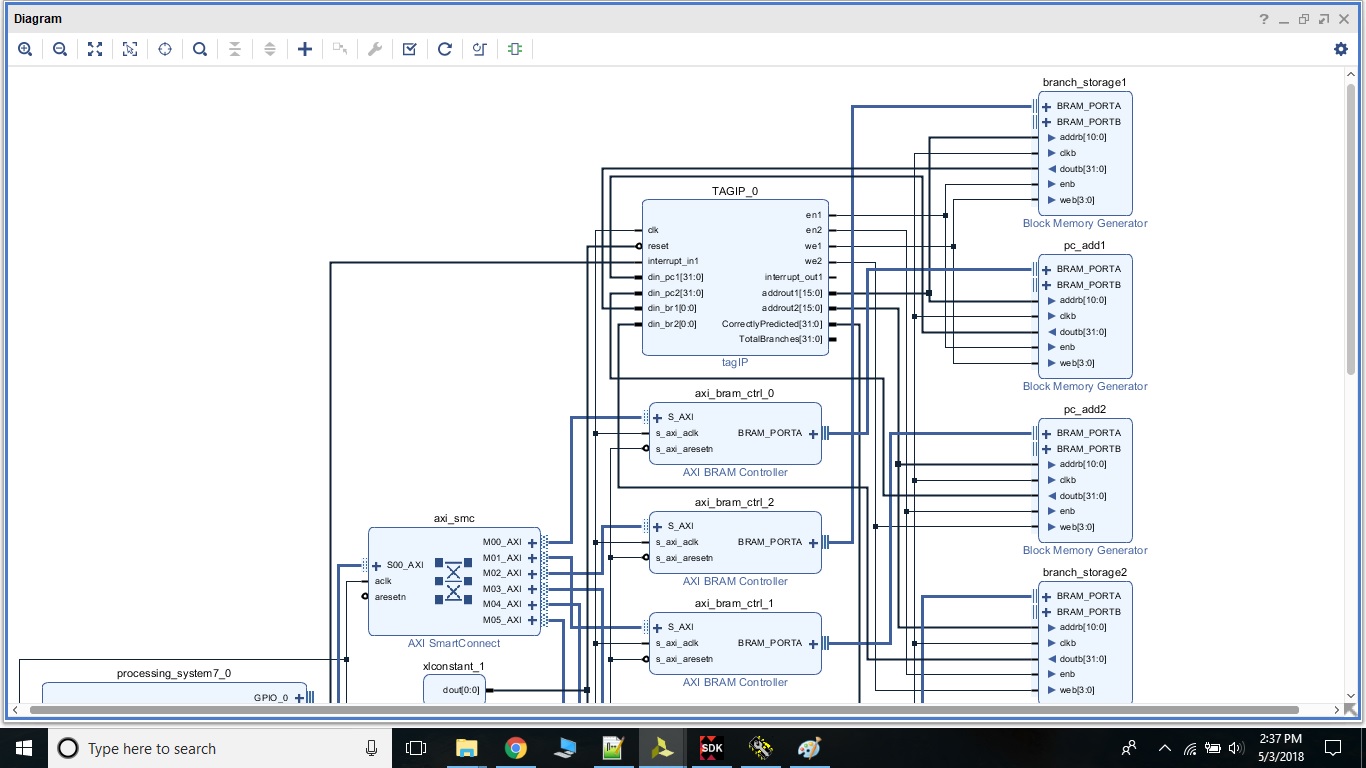 Diagram
branch_storage1
BRAM_PORTA
BRAM_PORTB
addrb[10:0]
clkb
doutb[31:0]
enb
web[3:0]
Block Memory Generator
TAGIP_0
clk
reset
interrupt_in1
din_pc1[31:0]
din_pc2[31:0]
din_br1[0:0]
din_br2[0:0]
en1
en2
we1
we2
interrupt_out1
addrout1[15:0]
addrout2[15:0]
CorrectlyPredicted[31:0]
TotalBranches[31:0]
tagIP
pc_add1
BRAM_PORTA
BRAM_PORTB
addrb[10:0]
clkb
doutb[31:0]
enb
web[3:0]
Block Memory Generator
axi_bram_ctrl_0
S_AXI
s_axi_aclk
s_axi_aresetn
BRAM_PORTA
AXI BRAM Controller
pc_add2
BRAM_PORTA
BRAM_PORTB
addrb[10:0]
clkb
doutb[31:0]
enb
web[3:0]
Block Memory Generator
axi_bram_ctrl_2
S_AXI
s_axi_aclk
s_axi_aresetn
BRAM_PORTA
AXI BRAM Controller
axi_smc
S00_AXI
aclk
aresetn
M00_AXI
M01_AXI
M02_AXI
M03_AXI
M04_AXI
M05_AXI
AXI SmartConnect
axi_bram_ctrl_1
S_AXI
s_axi_aclk
s_axi_aresetn
BRAM_PORTA
AXI BRAM Controller
branch_storage2
BRAM_PORTA
BRAM_PORTB
addrb[10:0]
clkb
doutb[31:0]
enb
web[3:0]
processing_system7_0
GPIO_0
xlconstant_1
dout[0:0]
Type here to search
SDK
2:37 PM
5/3/2018